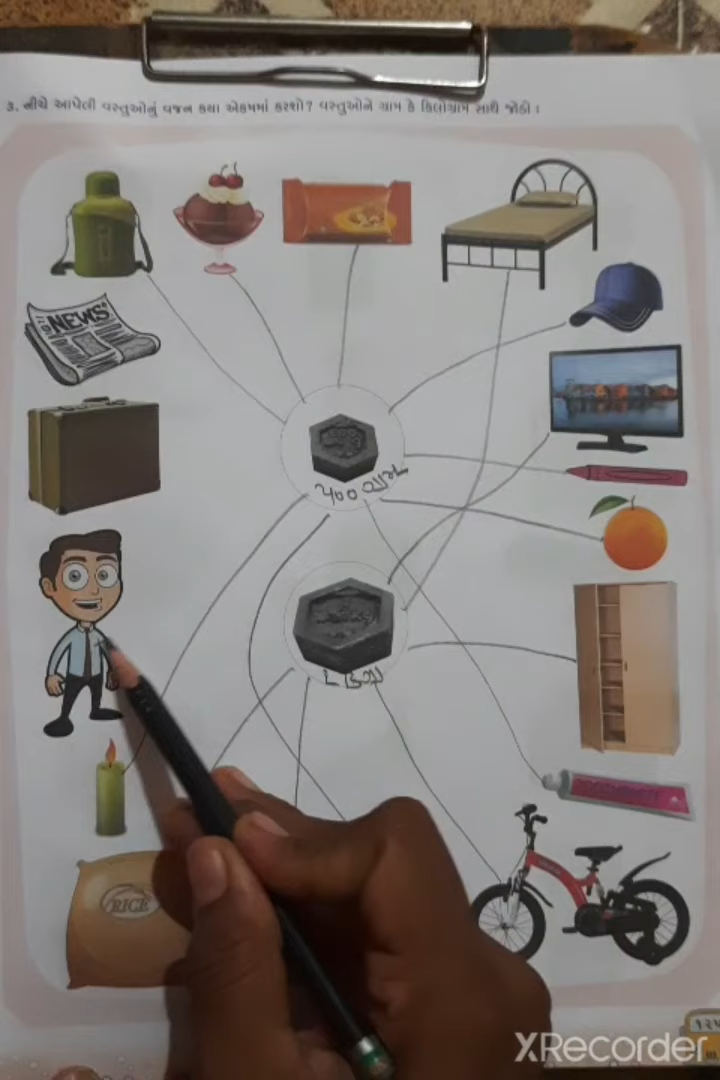 ૩. નીચે આપેલી વસ્તુઓનું વજન કયા એકમમાં કરશો? વસ્તુઓને ગ્રામ કે કિલોગ્રામ સાથે જોડો :
NEWS
૫૦૦ ગ્રામ
૧ કિગ્રા
RICE
XRecorder